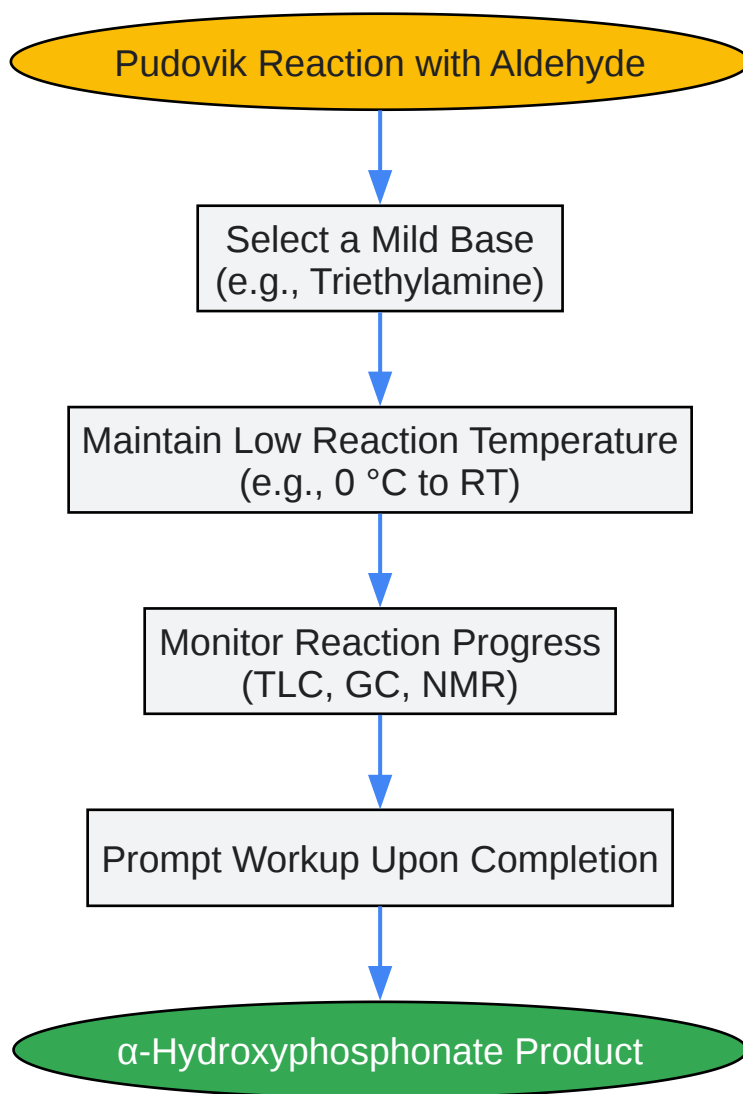 Pudovik Reaction with Aldehyde
Select a Mild Base
(e.g., Triethylamine)
Maintain Low Reaction Temperature
(e.g., 0 °C to RT)
Monitor Reaction Progress
(TLC, GC, NMR)
Prompt Workup Upon Completion
α-Hydroxyphosphonate Product